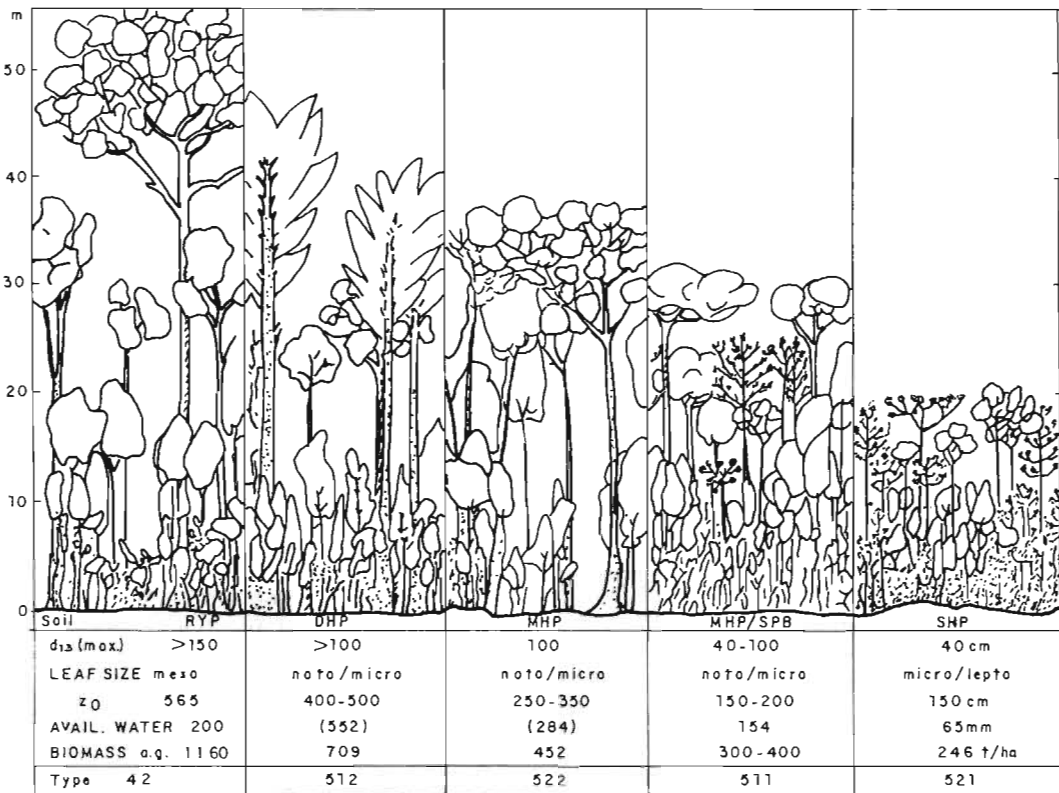 m
50
40
30
20
10
0
Soil RYP DHP MHP MHP/SPB SHP
d₁₃ (max.) >150 >100 100 40-100 40 cm
LEAF SIZE meso noto/micro noto/micro noto/micro micro/lepto
z₀ 565 400-500 250-350 150-200 150 cm
AVAIL. WATER 200 (552) (284) 154 65mm
BIOMASS a.g. 1160 709 452 300-400 246 t/ha
Type 42 512 522 511 521